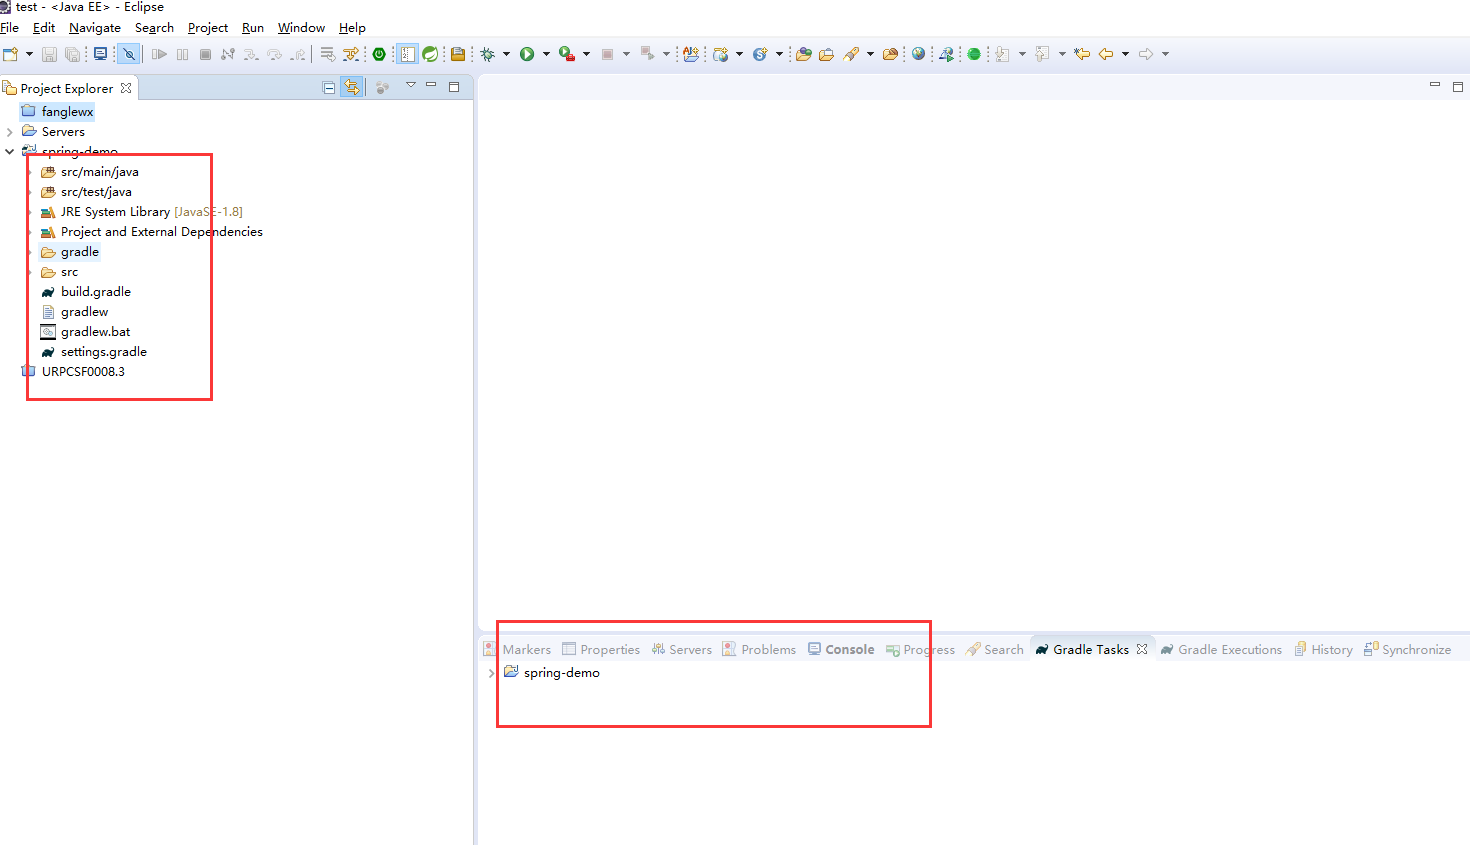 test - <Java EE> - Eclipse
File Edit Navigate Search Project Run Window Help
Project Explorer
fanglewx
Servers
spring-demo
src/main/java
src/test/java
JRE System Library [JavaSE-1.8]
Project and External Dependencies
gradle
src
build.gradle
gradlew
gradlew.bat
settings.gradle
URPCSF0008.3
Markers Properties Servers Problems Console Progress Search Gradle Tasks Gradle Executions History Synchronize
spring-demo